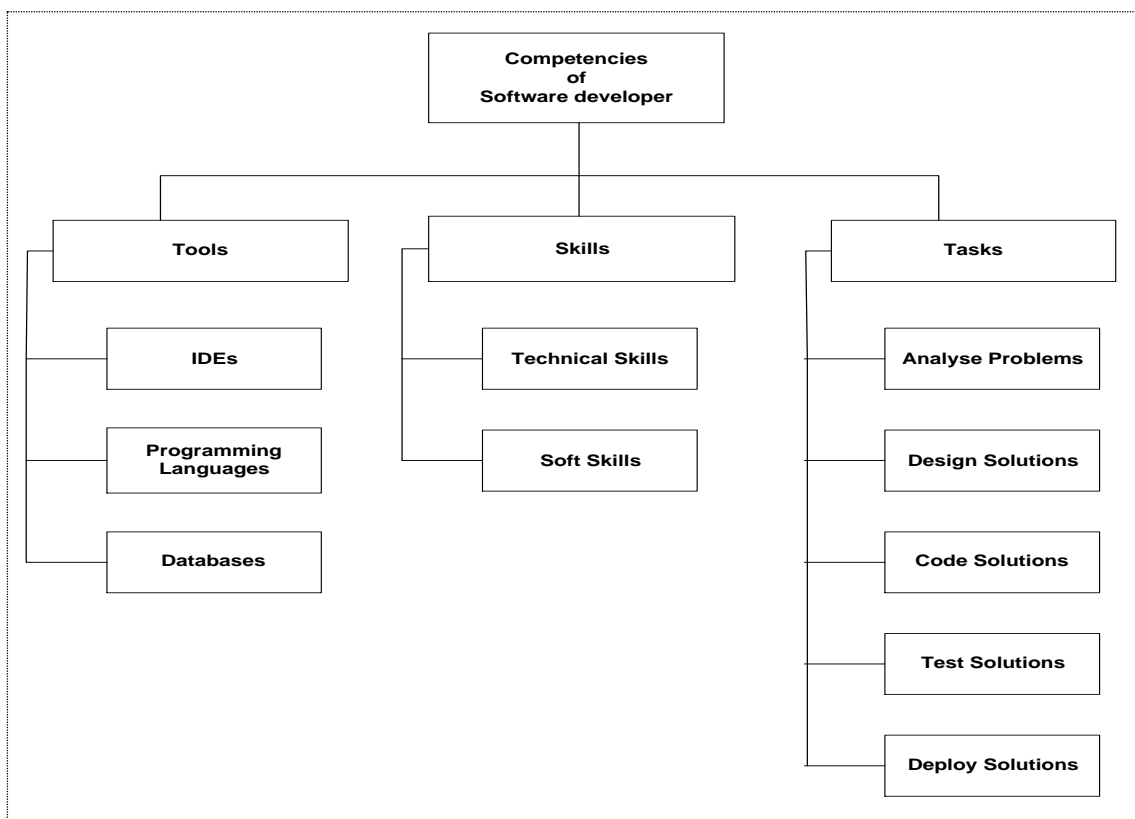 Competencies
of
Software developer
Tools
Skills
Tasks
IDEs
Technical Skills
Analyse Problems
Programming
Languages
Soft Skills
Design Solutions
Databases
Code Solutions
Test Solutions
Deploy Solutions